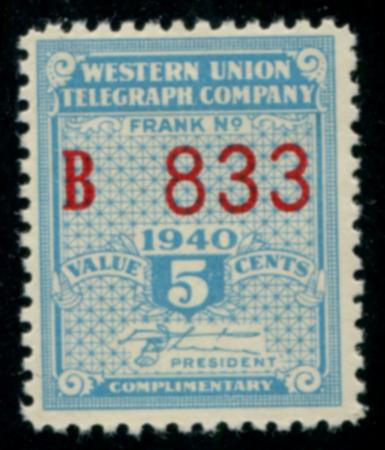 WESTERN UNION
TELEGRAPH COMPANY
FRANK Nº
B 833
1940
VALUE 5 CENTS
PRESIDENT
COMPLIMENTARY